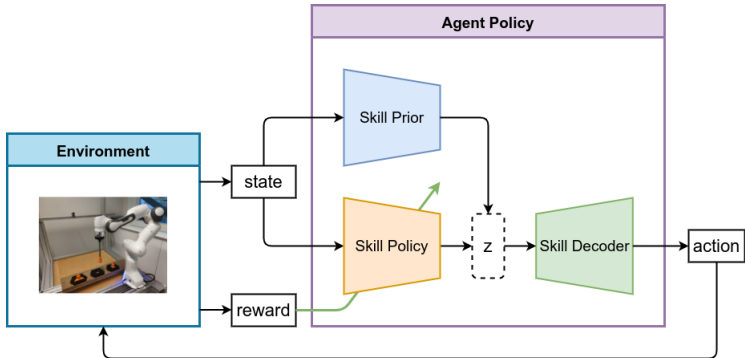 Agent Policy
Skill Prior
Environment
state
Skill Policy
z
Skill Decoder
action
reward